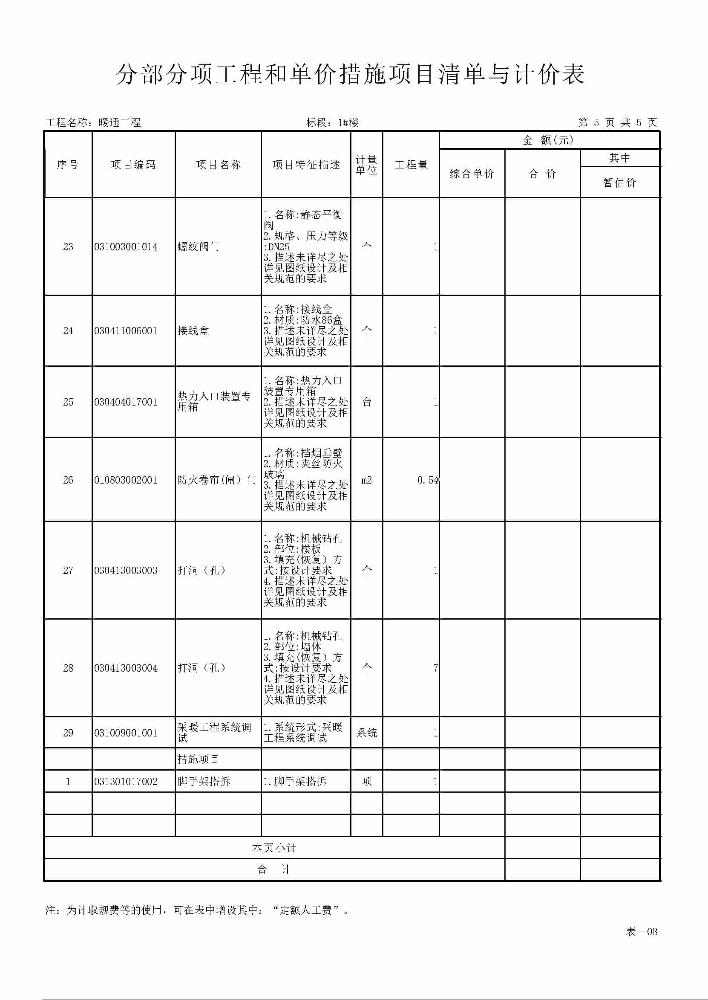 分部分项工程和单价措施项目清单与计价表
工程名称：暖通工程 标段：1#楼 第 5 页 共 5 页
序号 项目编码 项目名称 项目特征描述 计量单位 工程量 金 额(元)
综合单价 合 价 其中
暂估价
23 031003001014 螺纹阀门 个 1
1.名称:静态平衡
阀
2.规格、压力等级
:DN25
3.描述未详尽之处
详见图纸设计及相
关规范的要求
24 030411006001 接线盒 个 1
1.名称:接线盒
2.材质:防水86盒
3.描述未详尽之处
详见图纸设计及相
关规范的要求
25 030404017001 热力入口装置专
用箱 台 1
1.名称:热力入口
装置专用箱
2.描述未详尽之处
详见图纸设计及相
关规范的要求
26 010803002001 防火卷帘(闸）门 m2 0.54
1.名称:挡烟垂壁
2.材质:夹丝防火
玻璃
3.描述未详尽之处
详见图纸设计及相
关规范的要求
27 030413003003 打洞（孔） 个 1
1.名称:机械钻孔
2.部位:楼板
3.填充(恢复）方
式:按设计要求
4.描述未详尽之处
详见图纸设计及相
关规范的要求
28 030413003004 打洞（孔） 个 7
1.名称:机械钻孔
2.部位:墙体
3.填充(恢复）方
式:按设计要求
4.描述未详尽之处
详见图纸设计及相
关规范的要求
29 031009001001 采暖工程系统调
试 系统 1
1.系统形式:采暖
工程系统调试
措施项目
1 031301017002 脚手架搭拆 1.脚手架搭拆 项 1
本页小计
合 计
注：为计取规费等的使用，可在表中增设其中：“定额人工费”。
表—08